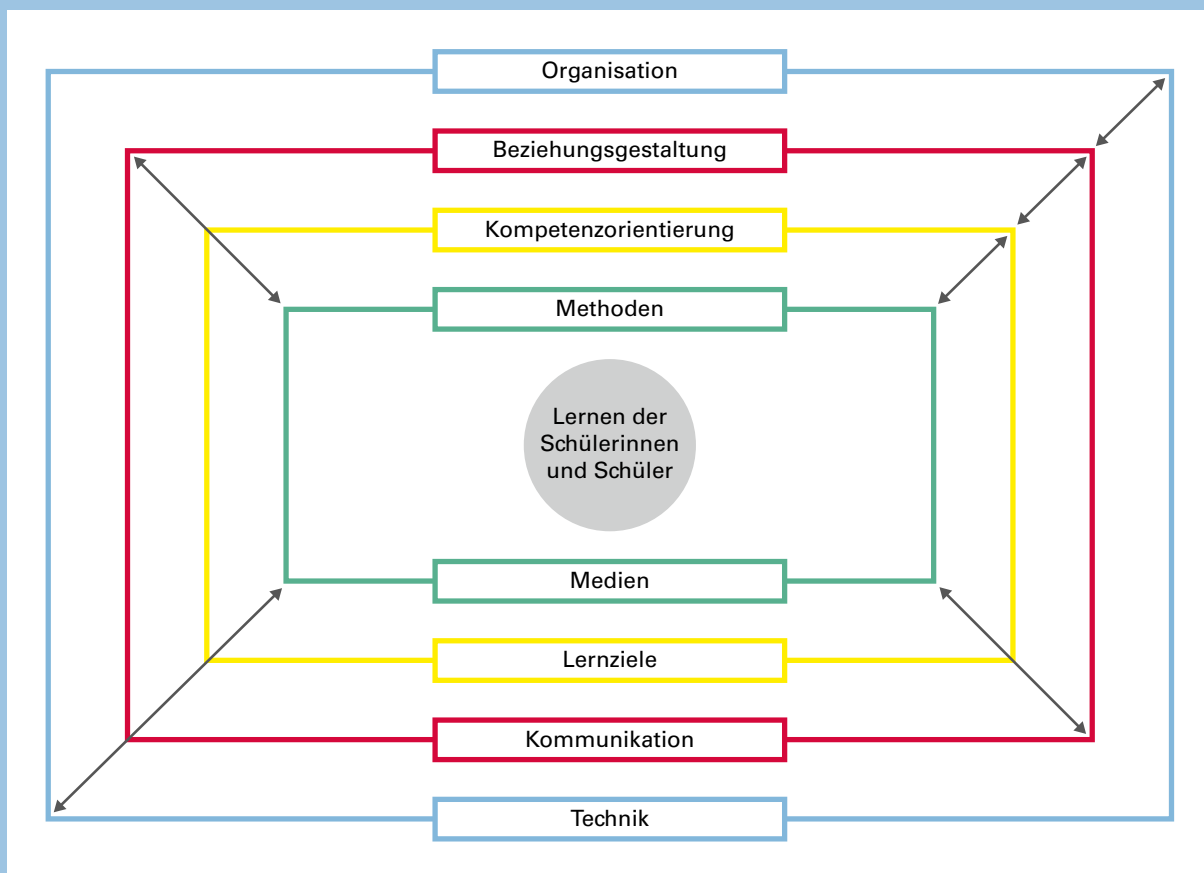 Organisation
Beziehungsgestaltung
Kompetenzorientierung
Methoden
Lernen der
Schülerinnen
und Schüler
Medien
Lernziele
Kommunikation
Technik